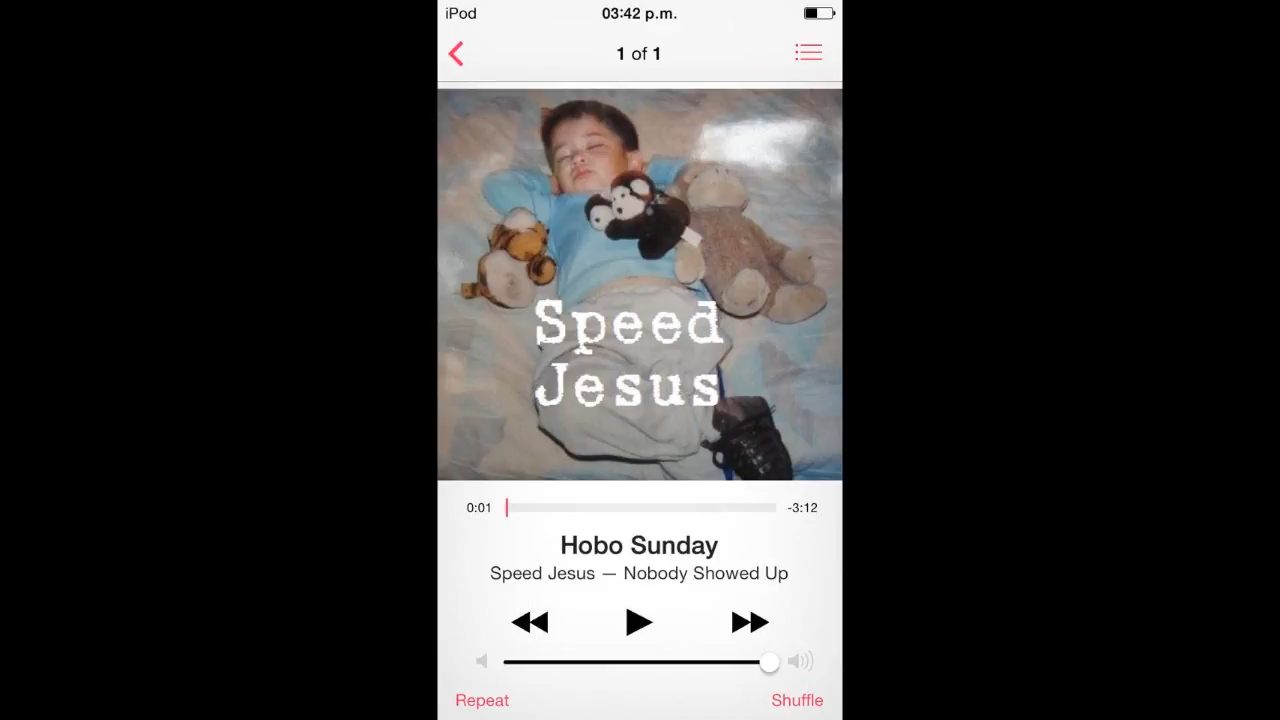 iPod
03:42 p.m.
1 of 1
Speed
Jesus
0:01
-3:12
Hobo Sunday
Speed Jesus — Nobody Showed Up
Repeat
Shuffle